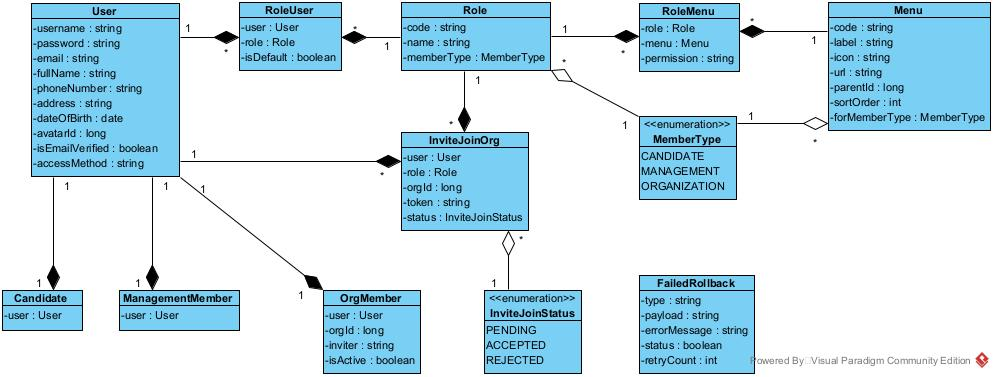 User
-username : string
-password : string
-email : string
-fullName : string
-phoneNumber : string
-address : string
-dateOfBirth : date
-avatarId : long
-isEmailVerified : boolean
-accessMethod : string
1
*
RoleUser
-user : User
-role : Role
-isDefault : boolean
*
1
Role
-code : string
-name : string
-memberType : MemberType
1
*
RoleMenu
-role : Role
-menu : Menu
-permission : string
*
1
Menu
-code : string
-label : string
-icon : string
-url : string
-parentId : long
-sortOrder : int
-forMemberType : MemberType
*
1
1
*
<<enumeration>>
MemberType
CANDIDATE
MANAGEMENT
ORGANIZATION
1
*
InviteJoinOrg
-user : User
-role : Role
-orgId : long
-token : string
-status : InviteJoinStatus
1
*
1
1
1
1
1
1
*
1
Candidate
-user : User
ManagementMember
-user : User
OrgMember
-user : User
-orgId : long
-inviter : string
-isActive : boolean
<<enumeration>>
InviteJoinStatus
PENDING
ACCEPTED
REJECTED
FailedRollback
-type : string
-payload : string
-errorMessage : string
-status : boolean
-retryCount : int
Powered By Visual Paradigm Community Edition